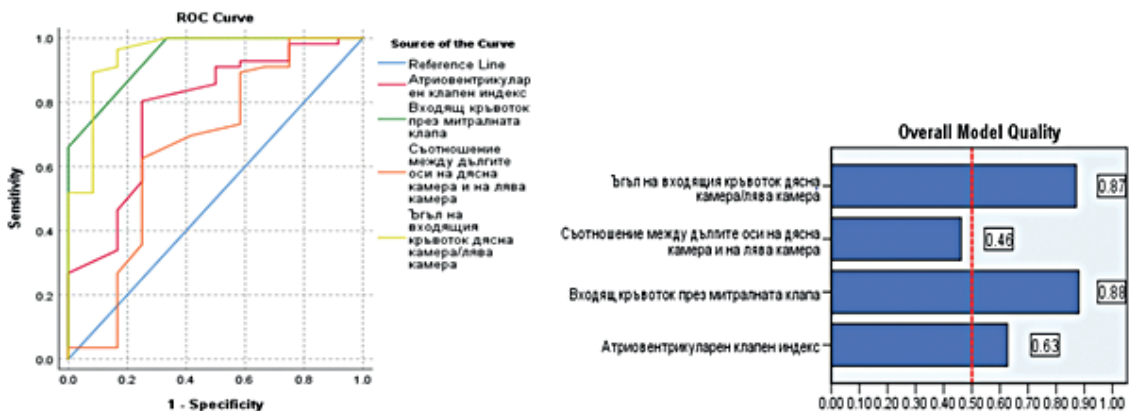 ROC Curve
1.0
0.8
0.6
0.4
0.2
0.0
Sensitivity
0.0 0.2 0.4 0.6 0.8 1.0
1 - Specificity
Source of the Curve
Reference Line
Атриовентрикулар
ен клапен индекс
Входящ кръвоток
през митралната
клапа
Съотношение
между дългите
оси на дясна
камера и на лява
камера
Ъгъл на
входящия
кръвоток дясна
камера/лява
камера
Overall Model Quality
Ъгъл на входящия кръвоток дясна
камера/лява камера
0.87
Съотношение между дългите оси на дясна
камера и на лява камера
0.46
Входящ кръвоток през митралната клапа
0.88
Атриовентрикуларен клапен индекс
0.63
0.00 0.10 0.20 0.30 0.40 0.50 0.60 0.70 0.80 0.90 1.00